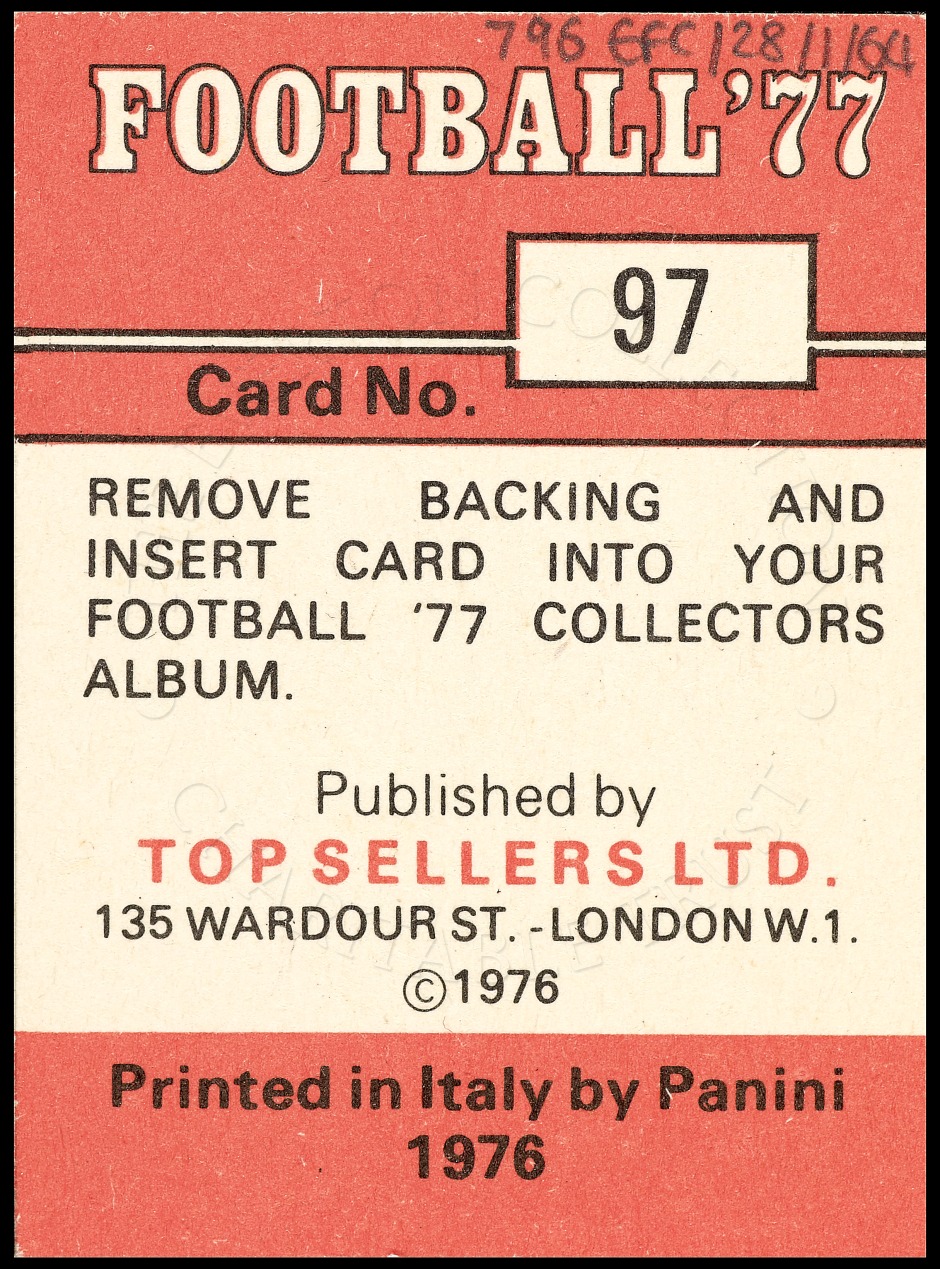 796 EFC/28/1/64
FOOTBALL '77
97
Card No.
REMOVE BACKING AND
INSERT CARD INTO YOUR
FOOTBALL '77 COLLECTORS
ALBUM.
Published by
TOP SELLERS LTD.
135 WARDOUR ST. - LONDON W.1.
©1976
Printed in Italy by Panini
1976